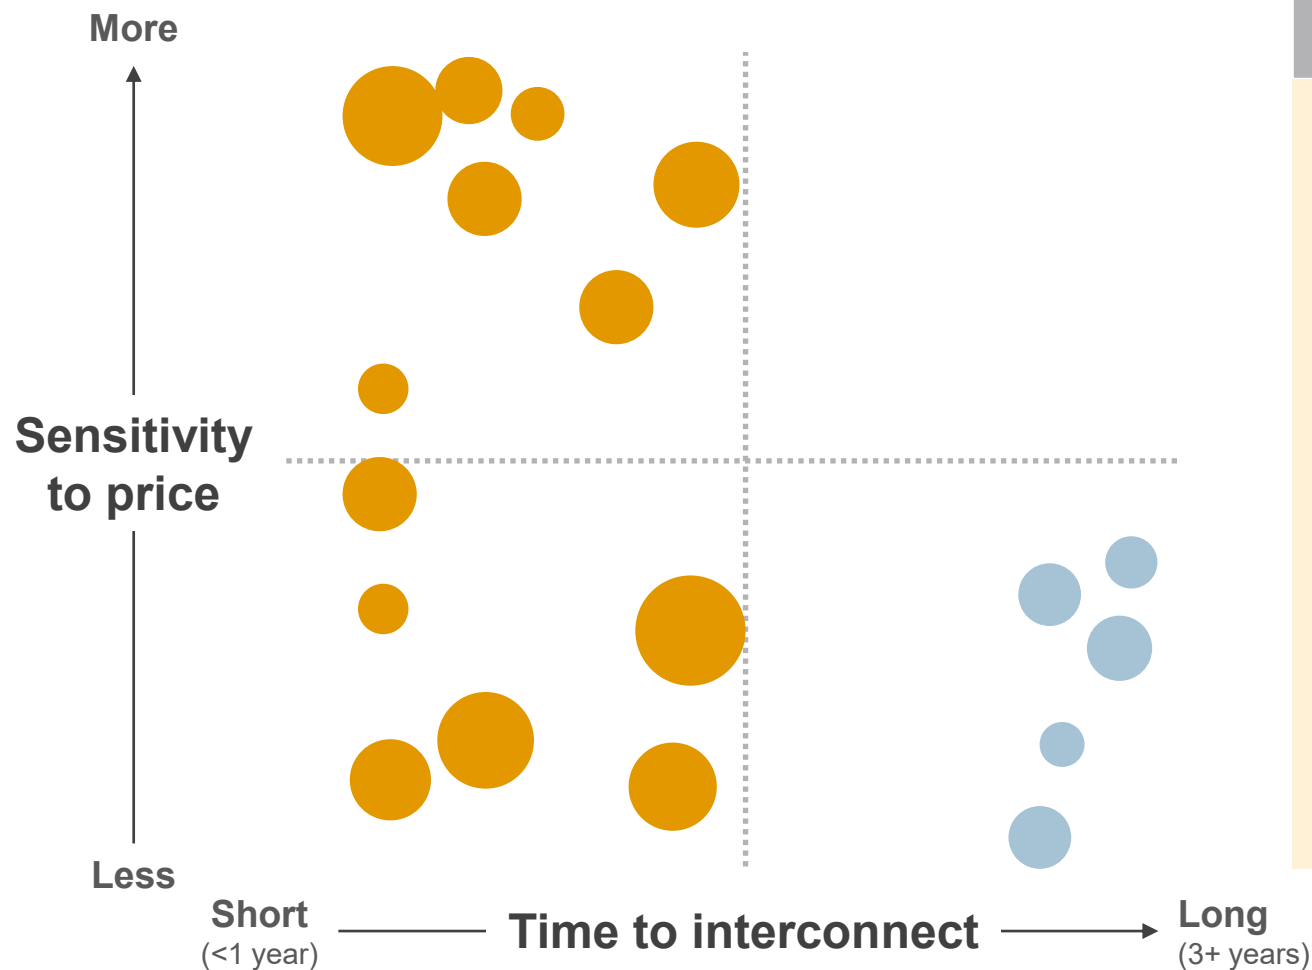 More
Sensitivity
to price
Less
Short
(<1 year)
Time to interconnect
Long
(3+ years)